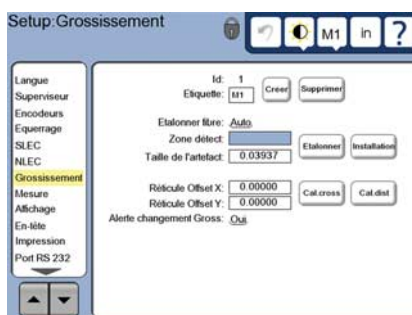 Setup:Grossissement
M1
in
?
Langue
Superviseur
Encodeurs
Equerrage
SLEC
NLEC
Grossissement
Mesure
Affichage
En-tête
Impression
Port RS 232
Id: 1
Etiquette: M1
Créer
Supprimer
Etalonner fibre: Auto.
Zone détect:
Taille de l'artefact: 0.03937
Etalonner
Installation
Réticule Offset X: 0.00000
Réticule Offset Y: 0.00000
Cal.cross
Cal.dist
Alerte changement Gross: Oui